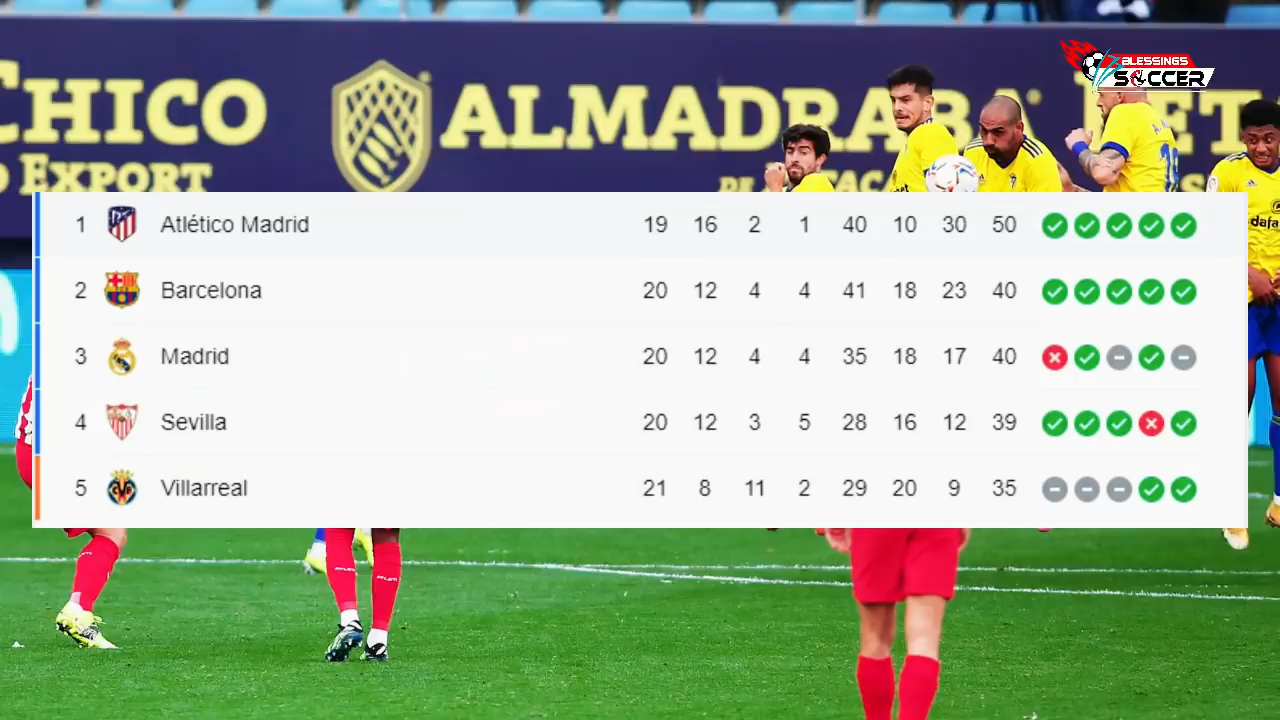 BLESSINGS
SOCCER
CHICO
ALMADRABA
EXPORT
1 Atlético Madrid 19 16 2 1 40 10 30 50
2 Barcelona 20 12 4 4 41 18 23 40
3 Madrid 20 12 4 4 35 18 17 40
4 Sevilla 20 12 3 5 28 16 12 39
5 Villarreal 21 8 11 2 29 20 9 35